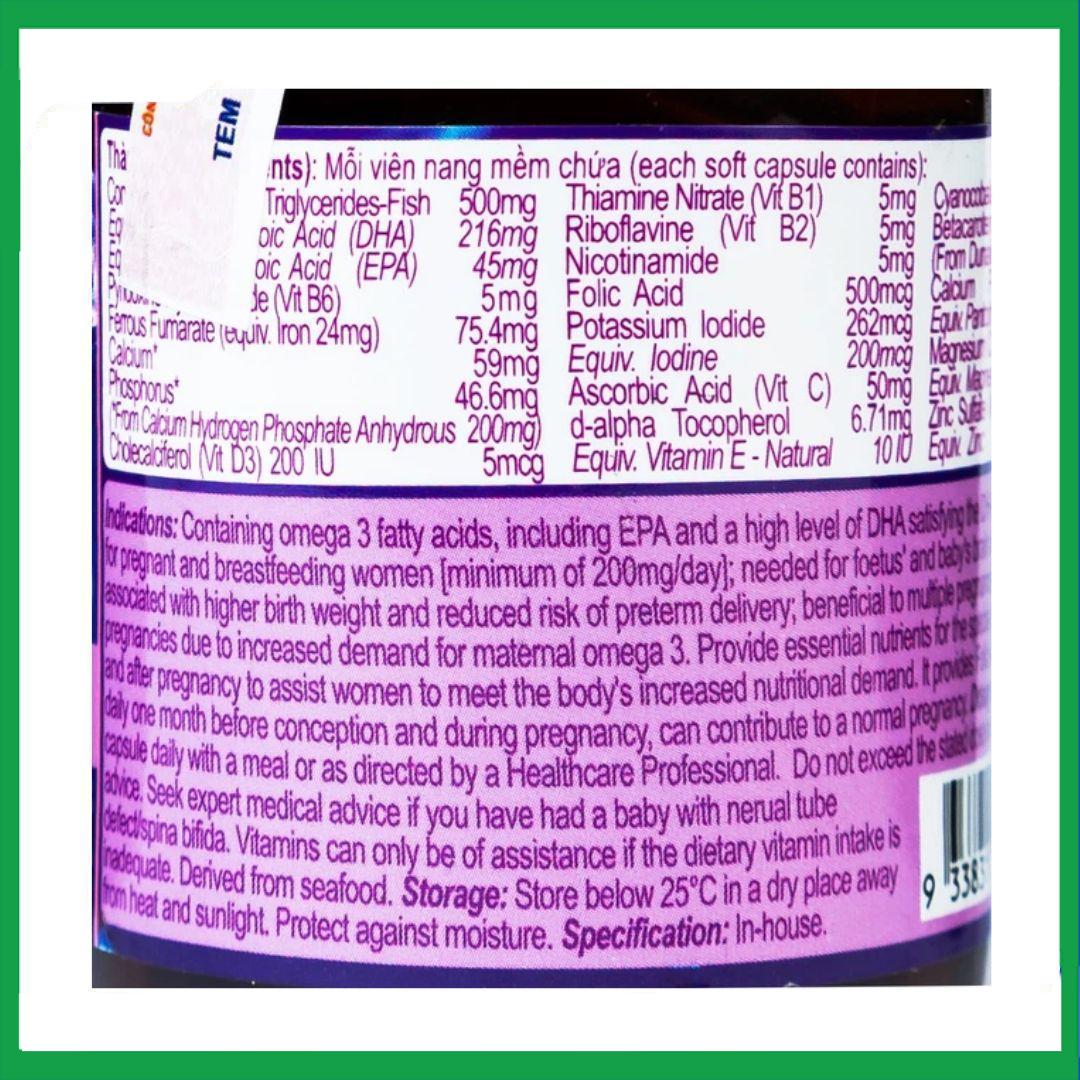 CÔN
TEM
Thà nts): Mỗi viên nang mềm chứa (each soft capsule contains):
Triglycerides-Fish 500mg Thiamine Nitrate (Vit B1) 5mg
oic Acid (DHA) 216mg Riboflavine (Vit B2) 5mg
oic Acid (EPA) 45mg Nicotinamide 5mg (From
de (Vit B6) 5mg Folic Acid 500mcg Calcium
Ferrous Fumarate (equiv. Iron 24mg) 75.4mg Potassium Iodide 262mcg Equiv.
Calcium* 59mg Equiv. Iodine 200mcg
Phosphorus* 46.6mg Ascorbic Acid (Vit C) 50mg Equiv.
(*From Calcium Hydrogen Phosphate Anhydrous 200mg) d-alpha Tocopherol 6.71mg Zinc
Cholecalciferol (Vit D3) 200 IU 5mcg Equiv. Vitamin E - Natural 10 IU Equiv. Zinc
Indications: Containing omega 3 fatty acids, including EPA and a high level of DHA satisfying the
for pregnant and breastfeeding women [minimum of 200mg/day]; needed for foetus' and baby's
associated with higher birth weight and reduced risk of preterm delivery; beneficial to multiple
pregnancies due to increased demand for maternal omega 3. Provide essential nutrients for the
and after pregnancy to assist women to meet the body's increased nutritional demand. It provides
daily one month before conception and during pregnancy, can contribute to a normal pregnancy.
capsule daily with a meal or as directed by a Healthcare Professional. Do not exceed the stated
advice. Seek expert medical advice if you have had a baby with nerual tube
defect/spina bifida. Vitamins can only be of assistance if the dietary vitamin intake is
inadequate. Derived from seafood. Storage: Store below 25°C in a dry place away
from heat and sunlight. Protect against moisture. Specification: In-house.
9 3383